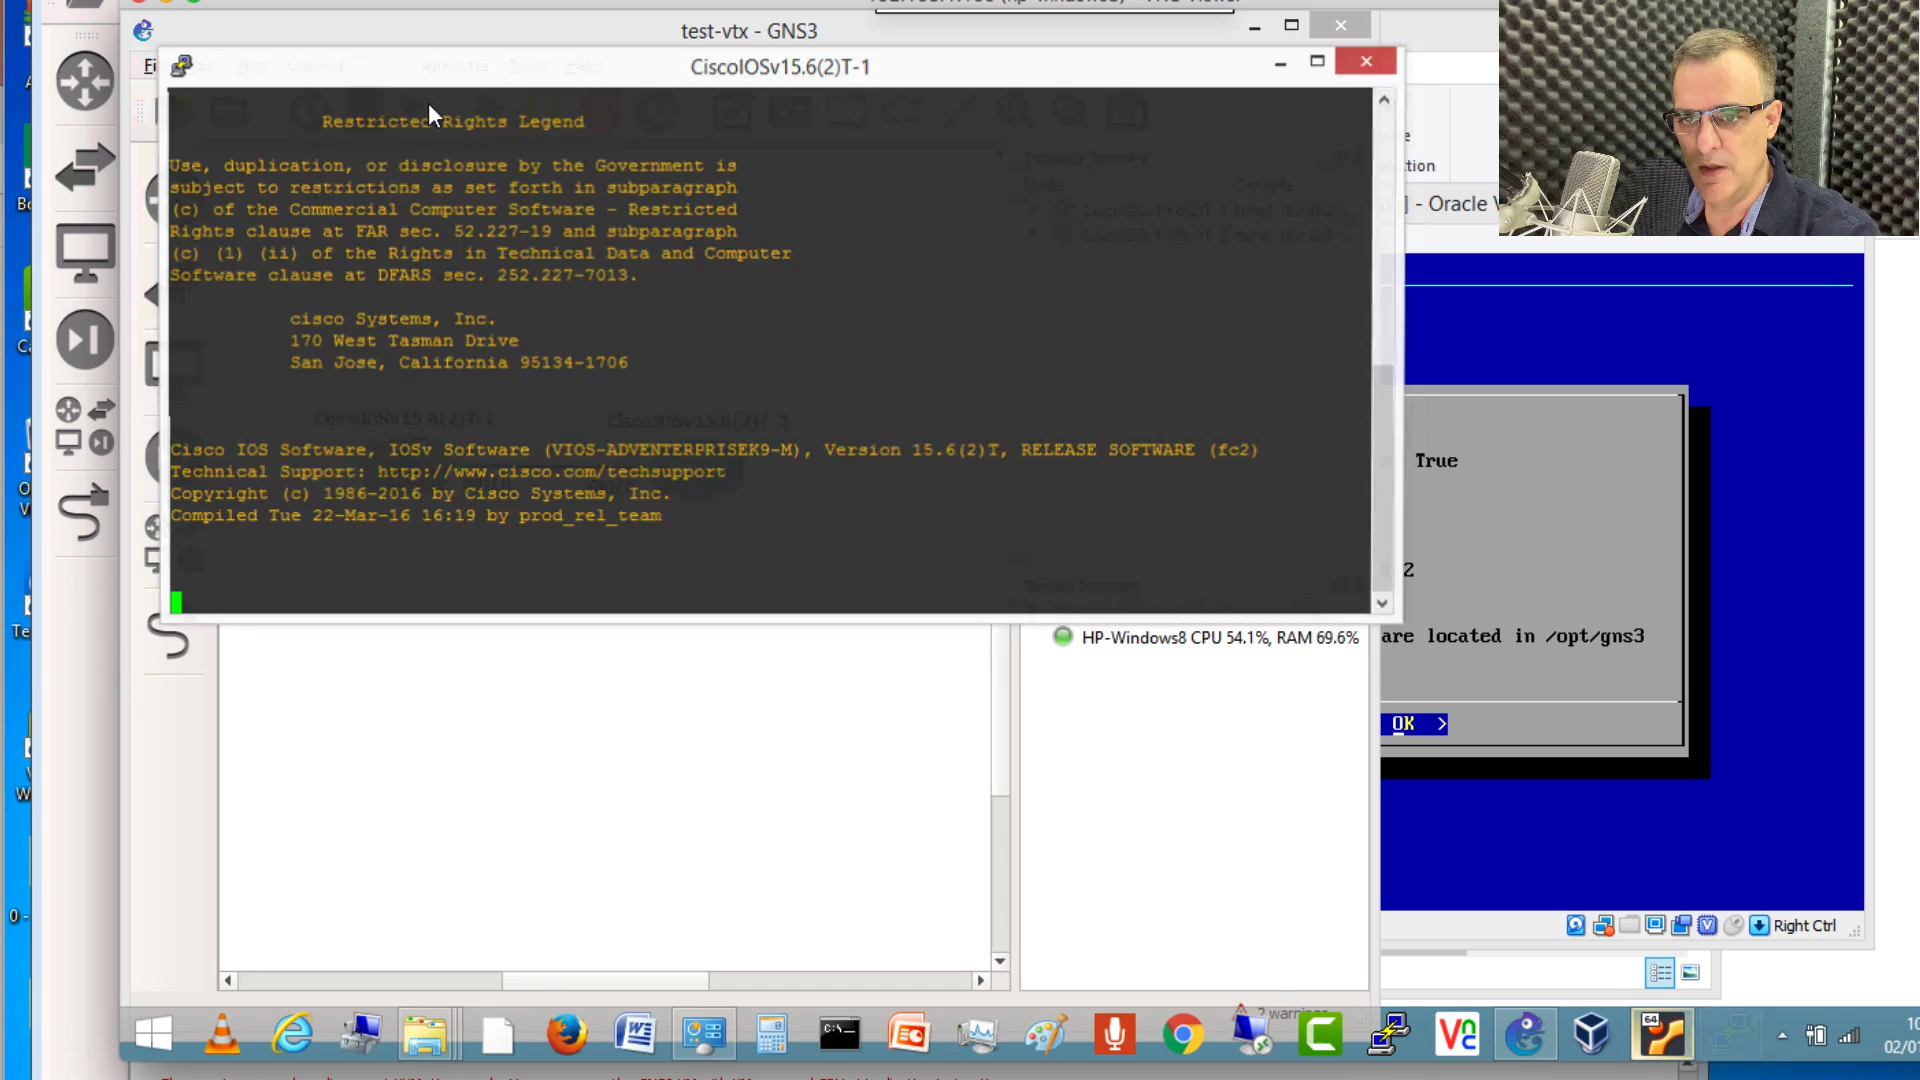 test-vtx - GNS3
CiscoIOSv15.6(2)T-1
Restricted Rights Legend
Use, duplication, or disclosure by the Government is
subject to restrictions as set forth in subparagraph
(c) of the Commercial Computer Software - Restricted
Rights clause at FAR sec. 52.227-19 and subparagraph
(c) (1) (ii) of the Rights in Technical Data and Computer
Software clause at DFARS sec. 252.227-7013.
cisco Systems, Inc.
170 West Tasman Drive
San Jose, California 95134-1706
Cisco IOS Software, IOSv Software (VIOS-ADVENTERPRISEK9-M), Version 15.6(2)T, RELEASE SOFTWARE (fc2)
Technical Support: http://www.cisco.com/techsupport
Copyright (c) 1986-2016 by Cisco Systems, Inc.
Compiled Tue 22-Mar-16 16:19 by prod_rel_team
HP-Windows8 CPU 54.1%, RAM 69.6%
- Oracle V
True
2
are located in /opt/gns3
OK >
Right Ctrl
2 warnings
64
02/01